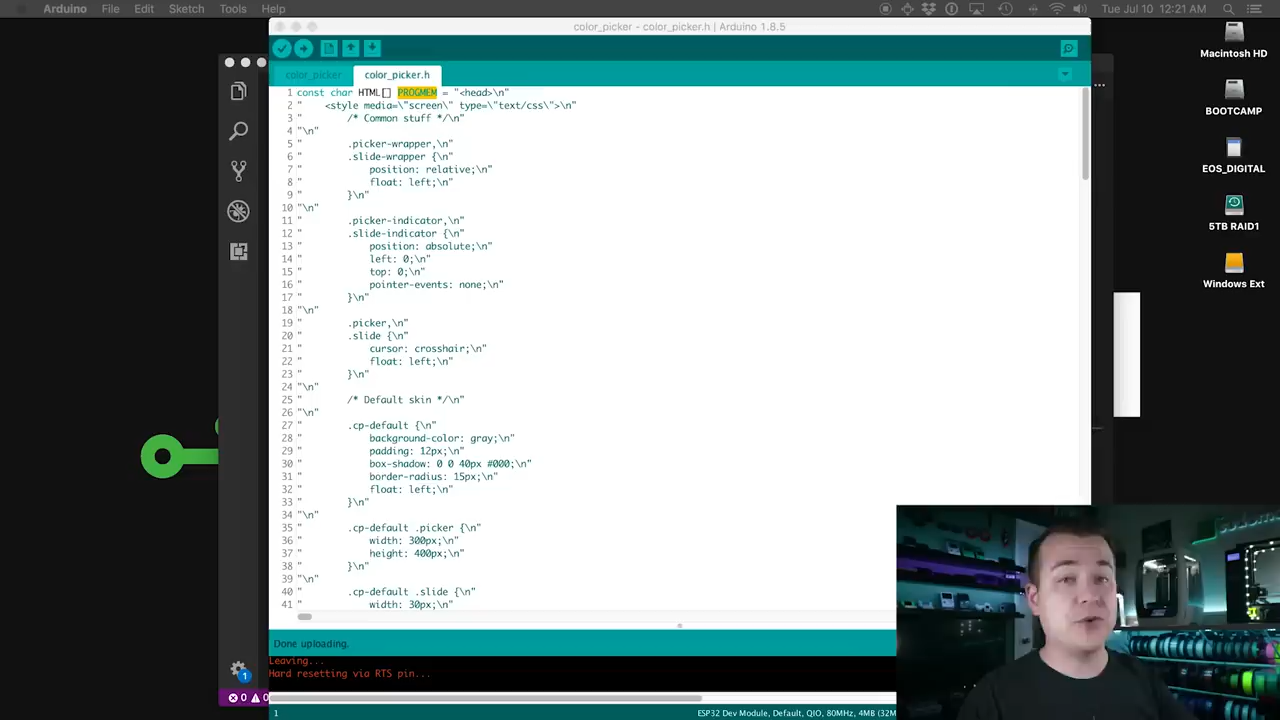 Arduino File Edit Sketch Tools Help
Tue Jul 10 12:21 AM
color_picker - color_picker.h | Arduino 1.8.5
color_picker
color_picker.h
1 const char HTML[] PROGMEM = "<head>\n"
2 "    <style media=\"screen\" type=\"text/css\">\n"
3 "        /* Common stuff */\n"
4 "\n"
5 "        .picker-wrapper,\n"
6 "        .slide-wrapper {\n"
7 "            position: relative;\n"
8 "            float: left;\n"
9 "        }\n"
10 "\n"
11 "        .picker-indicator,\n"
12 "        .slide-indicator {\n"
13 "            position: absolute;\n"
14 "            left: 0;\n"
15 "            top: 0;\n"
16 "            pointer-events: none;\n"
17 "        }\n"
18 "\n"
19 "        .picker,\n"
20 "        .slide {\n"
21 "            cursor: crosshair;\n"
22 "            float: left;\n"
23 "        }\n"
24 "\n"
25 "        /* Default skin */\n"
26 "\n"
27 "        .cp-default {\n"
28 "            background-color: gray;\n"
29 "            padding: 12px;\n"
30 "            box-shadow: 0 0 40px #000;\n"
31 "            border-radius: 15px;\n"
32 "            float: left;\n"
33 "        }\n"
34 "\n"
35 "        .cp-default .picker {\n"
36 "            width: 300px;\n"
37 "            height: 400px;\n"
38 "        }\n"
39 "\n"
40 "        .cp-default .slide {\n"
41 "            width: 30px;\n"
Done uploading.
Leaving...
Hard resetting via RTS pin...
1
ESP32 Dev Module, Default, QIO, 80MHz, 4MB (32M
1
0 0
Macintosh HD
BOOTCAMP
EOS_DIGITAL
5TB RAID1
Windows Ext